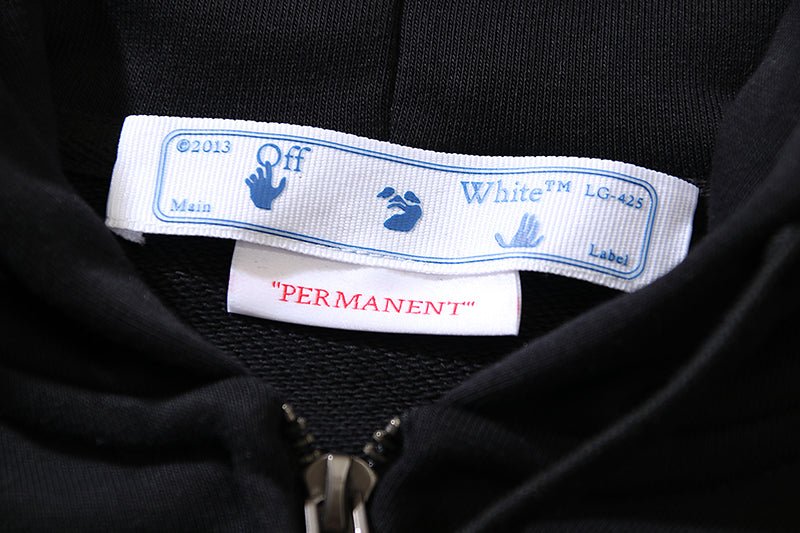 ©2013 Off White™ LG-425
Main Label
"PERMANENT"